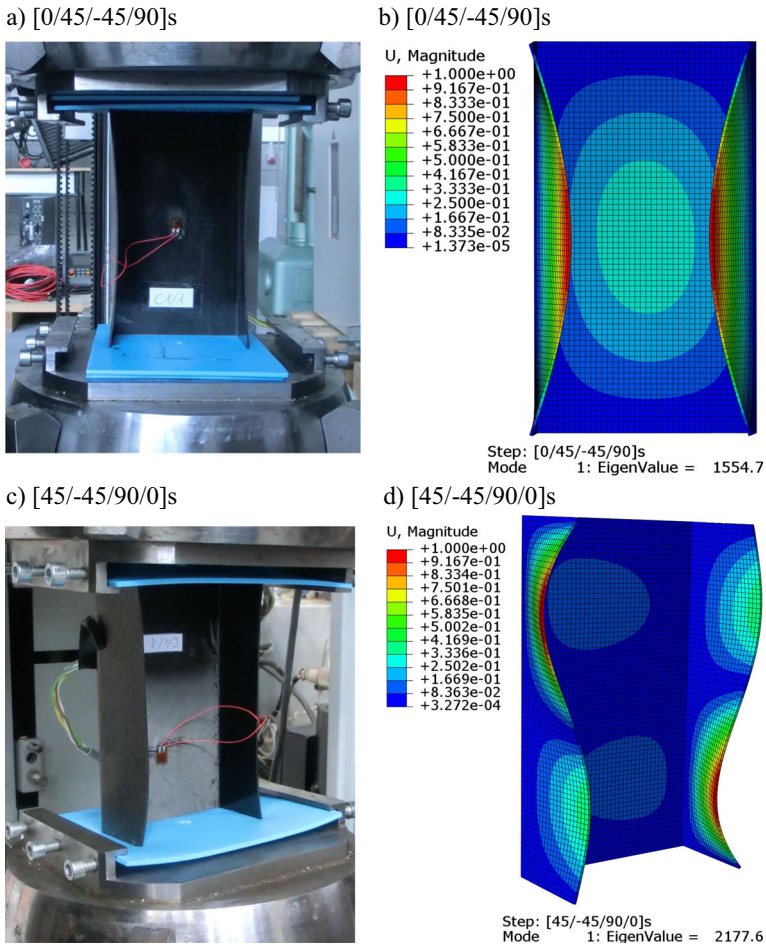 a) [0/45/-45/90]s
b) [0/45/-45/90]s
C1/1
U, Magnitude
+1.000e+00
+9.167e-01
+8.333e-01
+7.500e-01
+6.667e-01
+5.833e-01
+5.000e-01
+4.167e-01
+3.333e-01
+2.500e-01
+1.667e-01
+8.335e-02
+1.373e-05
Step: [0/45/-45/90]s
Mode 1: EigenValue = 1554.7
c) [45/-45/90/0]s
d) [45/-45/90/0]s
U, Magnitude
+1.000e+00
+9.167e-01
+8.334e-01
+7.501e-01
+6.668e-01
+5.835e-01
+5.002e-01
+4.169e-01
+3.336e-01
+2.502e-01
+1.669e-01
+8.363e-02
+3.272e-04
Step: [45/-45/90/0]s
Mode 1: EigenValue = 2177.6